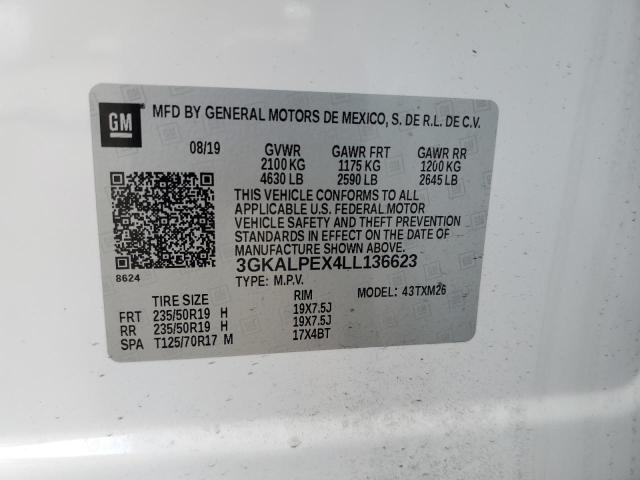 GM
MFD BY GENERAL MOTORS DE MEXICO, S. DE R.L. DE C.V.
08/19 GVWR GAWR FRT GAWR RR
2100 KG 1175 KG 1200 KG
4630 LB 2590 LB 2645 LB
THIS VEHICLE CONFORMS TO ALL
APPLICABLE U.S. FEDERAL MOTOR
VEHICLE SAFETY AND THEFT PREVENTION
STANDARDS IN EFFECT ON THE DATE OF
MANUFACTURE SHOWN ABOVE.
3GKALPEX4LL136623
8624
TYPE: M.P.V. MODEL: 43TXM26
TIRE SIZE RIM
FRT 235/50R19 H 19X7.5J
RR 235/50R19 H 19X7.5J
SPA T125/70R17 M 17X4BT